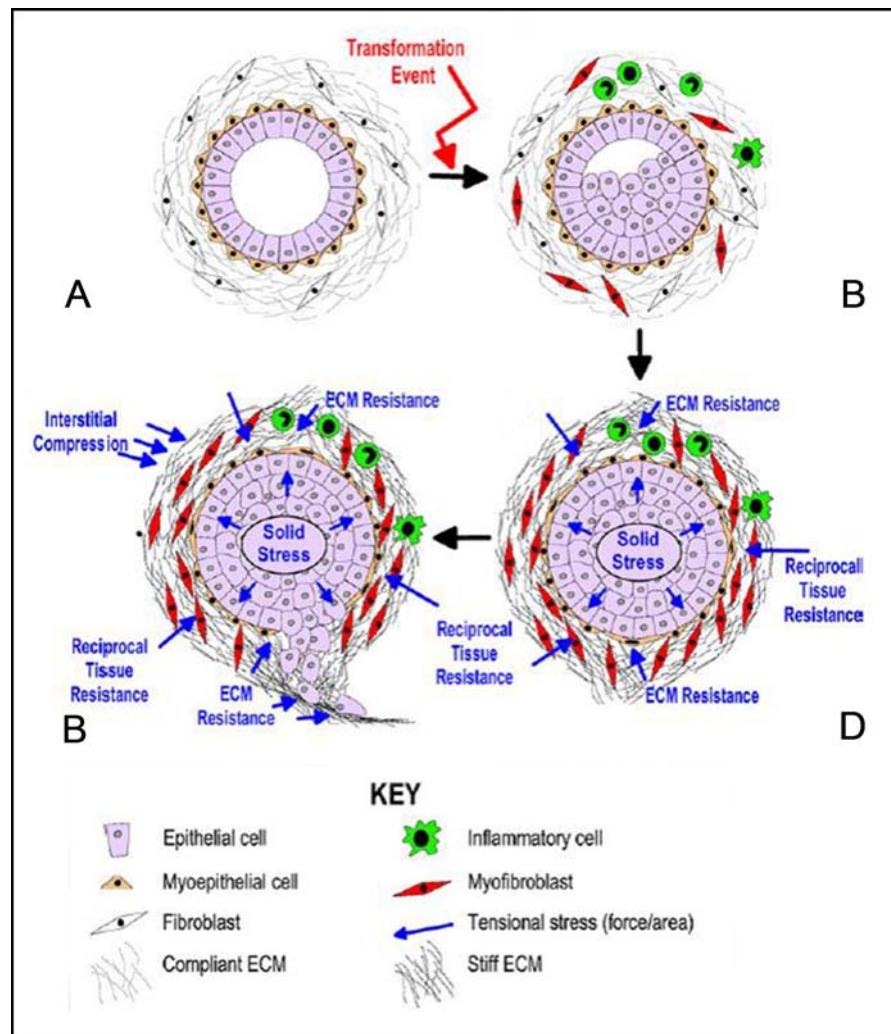 Transformation
Event
A
B
Interstitial
Compression
ECM Resistance
Solid
Stress
Reciprocal
Tissue
Resistance
ECM
Resistance
Reciprocal
Tissue
Resistance
B
ECM Resistance
Solid
Stress
Reciprocall
Tissue
Resistance:
ECM Resistance
D
KEY
Epithelial cell
Inflammatory cell
Myoepithelial cell
Myofibroblast
Fibroblast
Tensional stress (force/area)
Compliant ECM
Stiff ECM